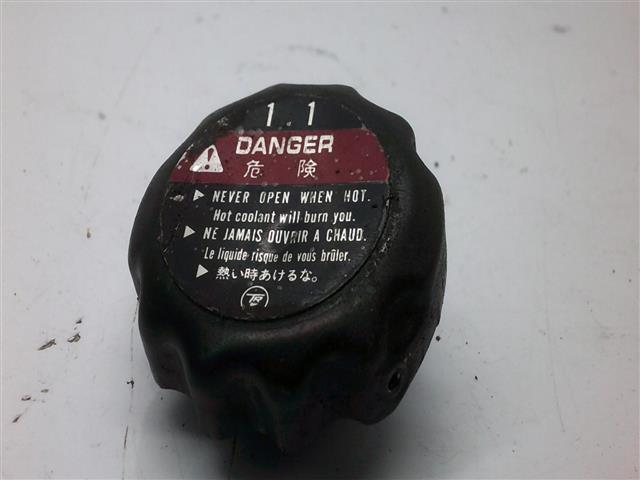 1.1
DANGER
危険
▶ NEVER OPEN WHEN HOT.
Hot coolant will burn you.
▶ NE JAMAIS OUVRIR A CHAUD.
Le liquide risque de vous brûler.
▶ 熱い時あけるな。
TR